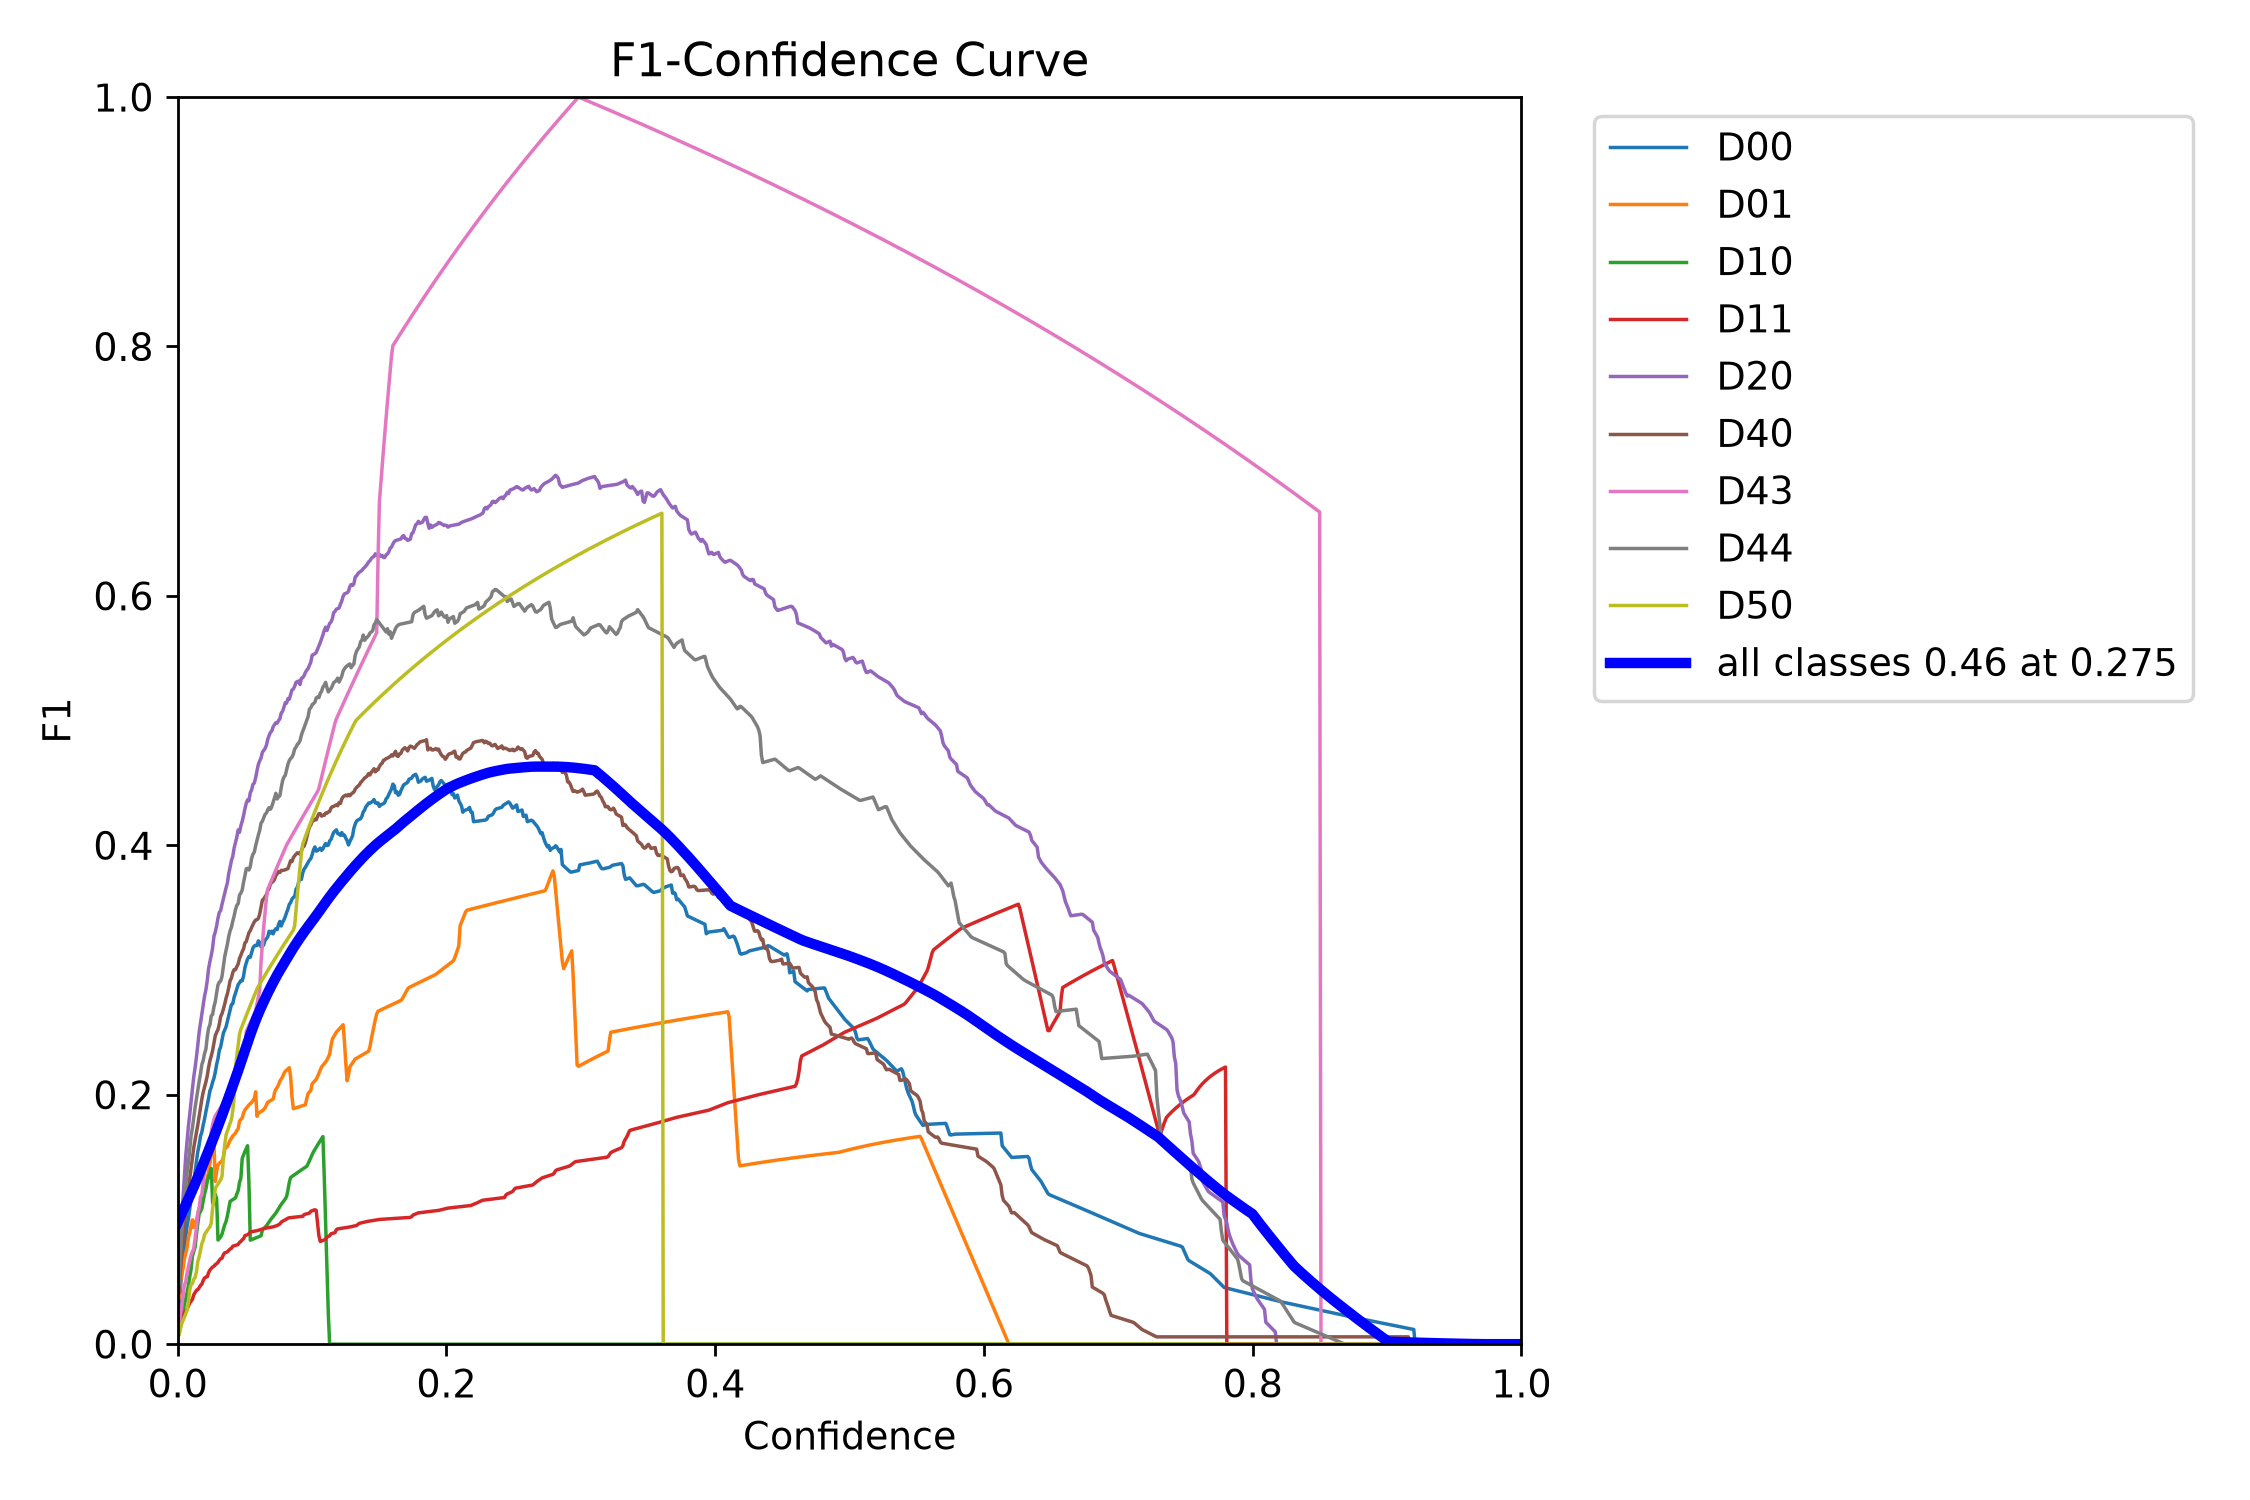 F1-Confidence Curve
1.0
0.8
0.6
0.4
0.2
0.0
F1
0.0 0.2 0.4 0.6 0.8 1.0
Confidence
D00
D01
D10
D11
D20
D40
D43
D44
D50
all classes 0.46 at 0.275